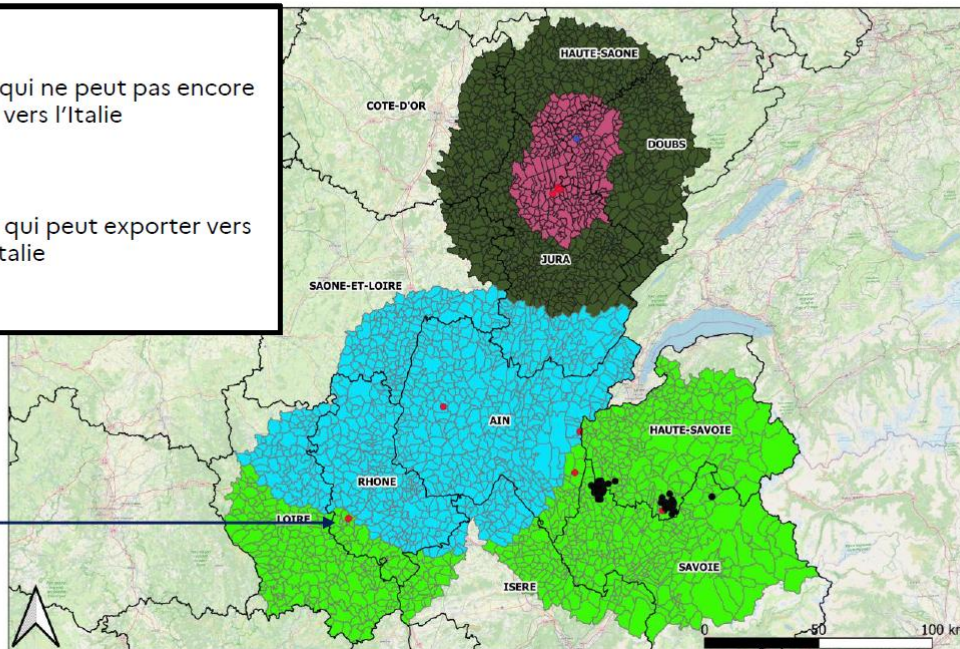 qui ne peut pas encore
vers l'Italie
qui peut exporter vers
talie
HAUTE-SAONE
COTE-D'OR
DOUBS
JURA
SAONE-ET-LOIRE
AIN
HAUTE-SAVOIE
RHONE
LOIRE
SAVOIE
ISERE
0 50 100 km